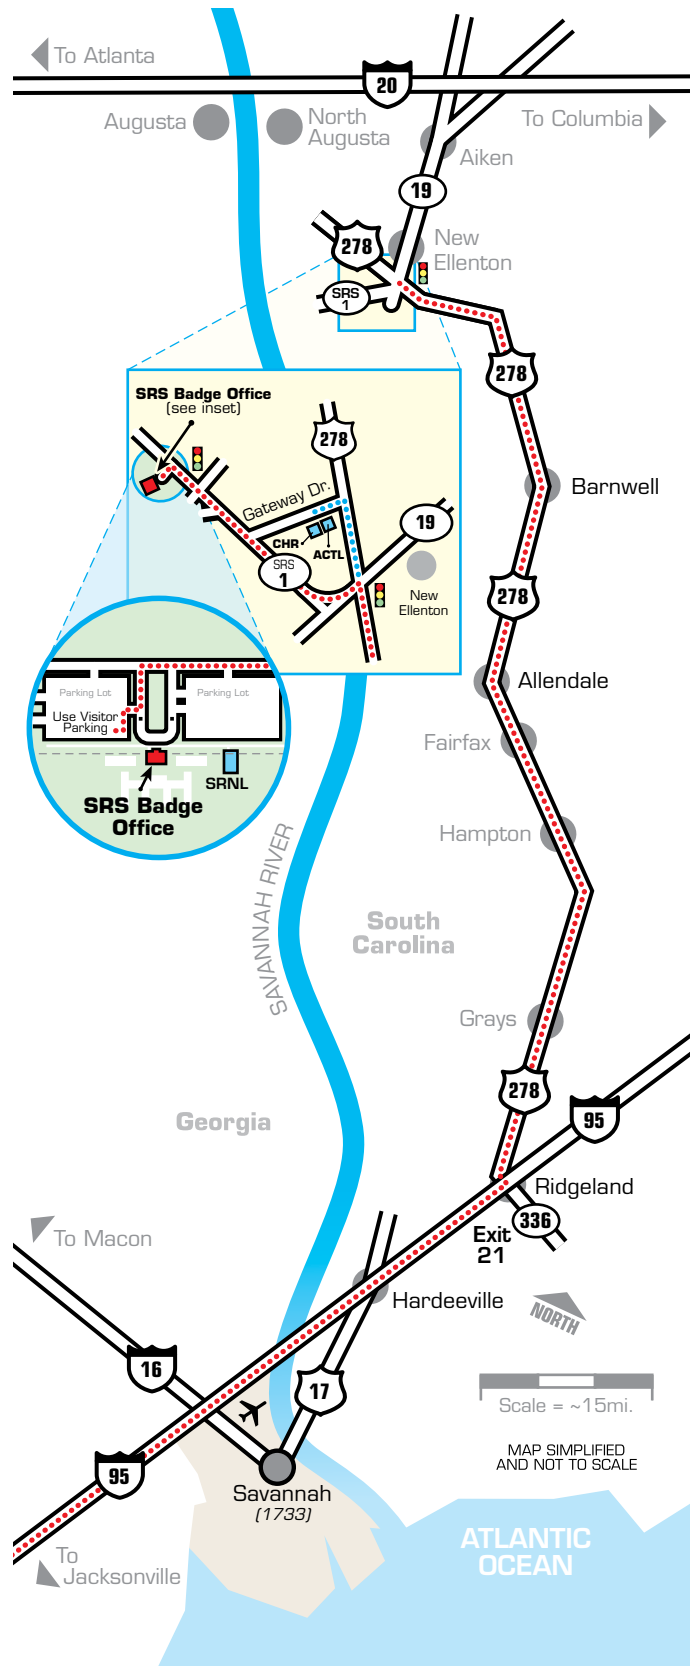 To Atlanta
20
Augusta
North
Augusta
To Columbia
Aiken
19
278
New
Ellenton
SRS
1
278
SRS Badge Office
(see inset)
278
Gateway Dr.
19
CHR
ACTL
SRS
1
New
Ellenton
Barnwell
278
Parking Lot
Parking Lot
Use Visitor
Parking
SRNL
SRS Badge
Office
Allendale
Fairfax
Hampton
SAVANNAH RIVER
South
Carolina
Grays
278
95
Georgia
Ridgeland
336
Exit
21
To Macon
Hardeeville
NORTH
16
17
Scale = ~15mi.
MAP SIMPLIFIED
AND NOT TO SCALE
95
Savannah
(1733)
ATLANTIC
OCEAN
To
Jacksonville